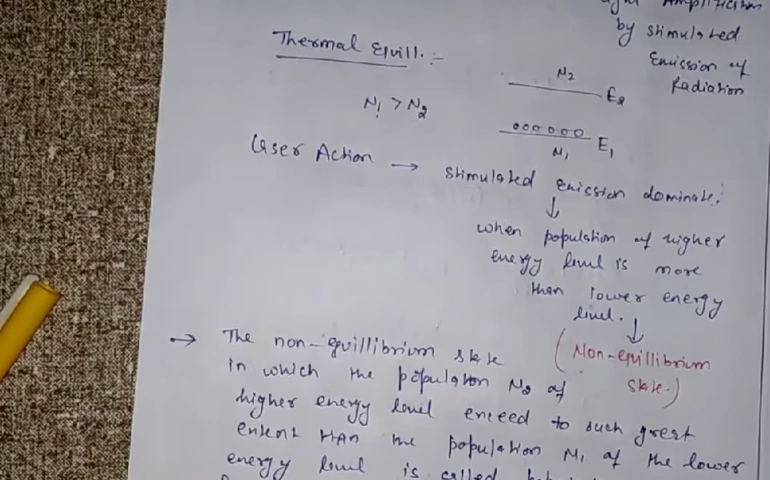 Light Amplification
by stimulated
Emission of
Radiation
Thermal Equill. :-
N2
E2
N1 > N2
E1
N1
Laser Action → stimulated emission dominate.
↓
when population of higher
energy level is more
than lower energy
level.
↓
(Non-equillibrium
state.)
→ The non-equillibrium state
in which the population N2 of
higher energy level exceed to such great
extent than the population N1 of the lower
energy level is called